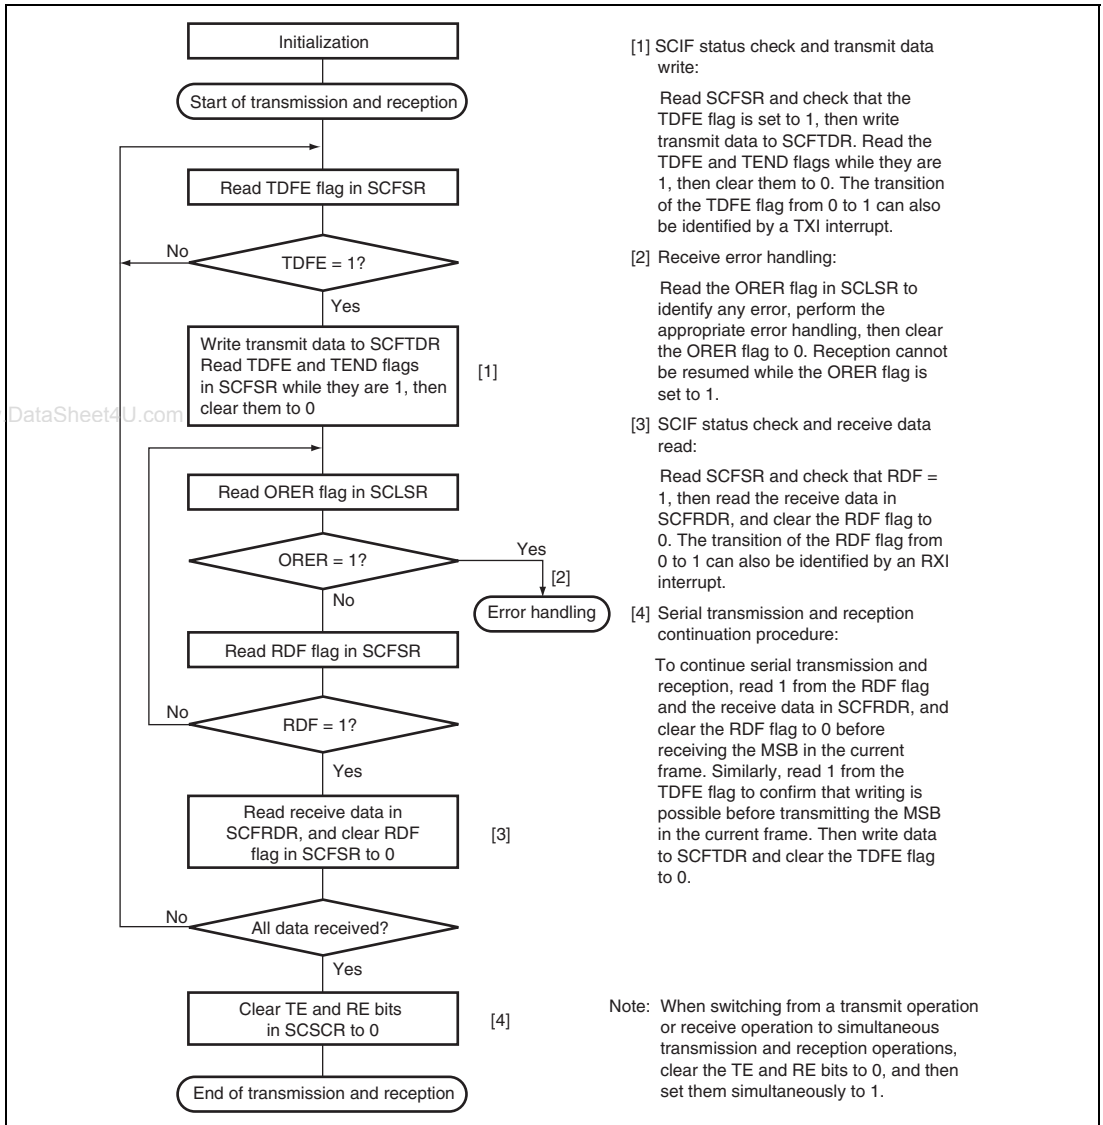 Initialization
Start of transmission and reception
Read TDFE flag in SCFSR
No
TDFE = 1?
Yes
Write transmit data to SCFTDR
Read TDFE and TEND flags
in SCFSR while they are 1, then
clear them to 0
[1]
.DataSheet4U.com
Read ORER flag in SCLSR
ORER = 1?
Yes
[2]
No
Error handling
Read RDF flag in SCFSR
No
RDF = 1?
Yes
Read receive data in
SCFRDR, and clear RDF
flag in SCFSR to 0
[3]
No
All data received?
Yes
Clear TE and RE bits
in SCSCR to 0
[4]
End of transmission and reception
[1] SCIF status check and transmit data
write:
Read SCFSR and check that the
TDFE flag is set to 1, then write
transmit data to SCFTDR. Read the
TDFE and TEND flags while they are
1, then clear them to 0. The transition
of the TDFE flag from 0 to 1 can also
be identified by a TXI interrupt.
[2] Receive error handling:
Read the ORER flag in SCLSR to
identify any error, perform the
appropriate error handling, then clear
the ORER flag to 0. Reception cannot
be resumed while the ORER flag is
set to 1.
[3] SCIF status check and receive data
read:
Read SCFSR and check that RDF =
1, then read the receive data in
SCFRDR, and clear the RDF flag to
0. The transition of the RDF flag from
0 to 1 can also be identified by an RXI
interrupt.
[4] Serial transmission and reception
continuation procedure:
To continue serial transmission and
reception, read 1 from the RDF flag
and the receive data in SCFRDR, and
clear the RDF flag to 0 before
receiving the MSB in the current
frame. Similarly, read 1 from the
TDFE flag to confirm that writing is
possible before transmitting the MSB
in the current frame. Then write data
to SCFTDR and clear the TDFE flag
to 0.
Note: When switching from a transmit operation
or receive operation to simultaneous
transmission and reception operations,
clear the TE and RE bits to 0, and then
set them simultaneously to 1.